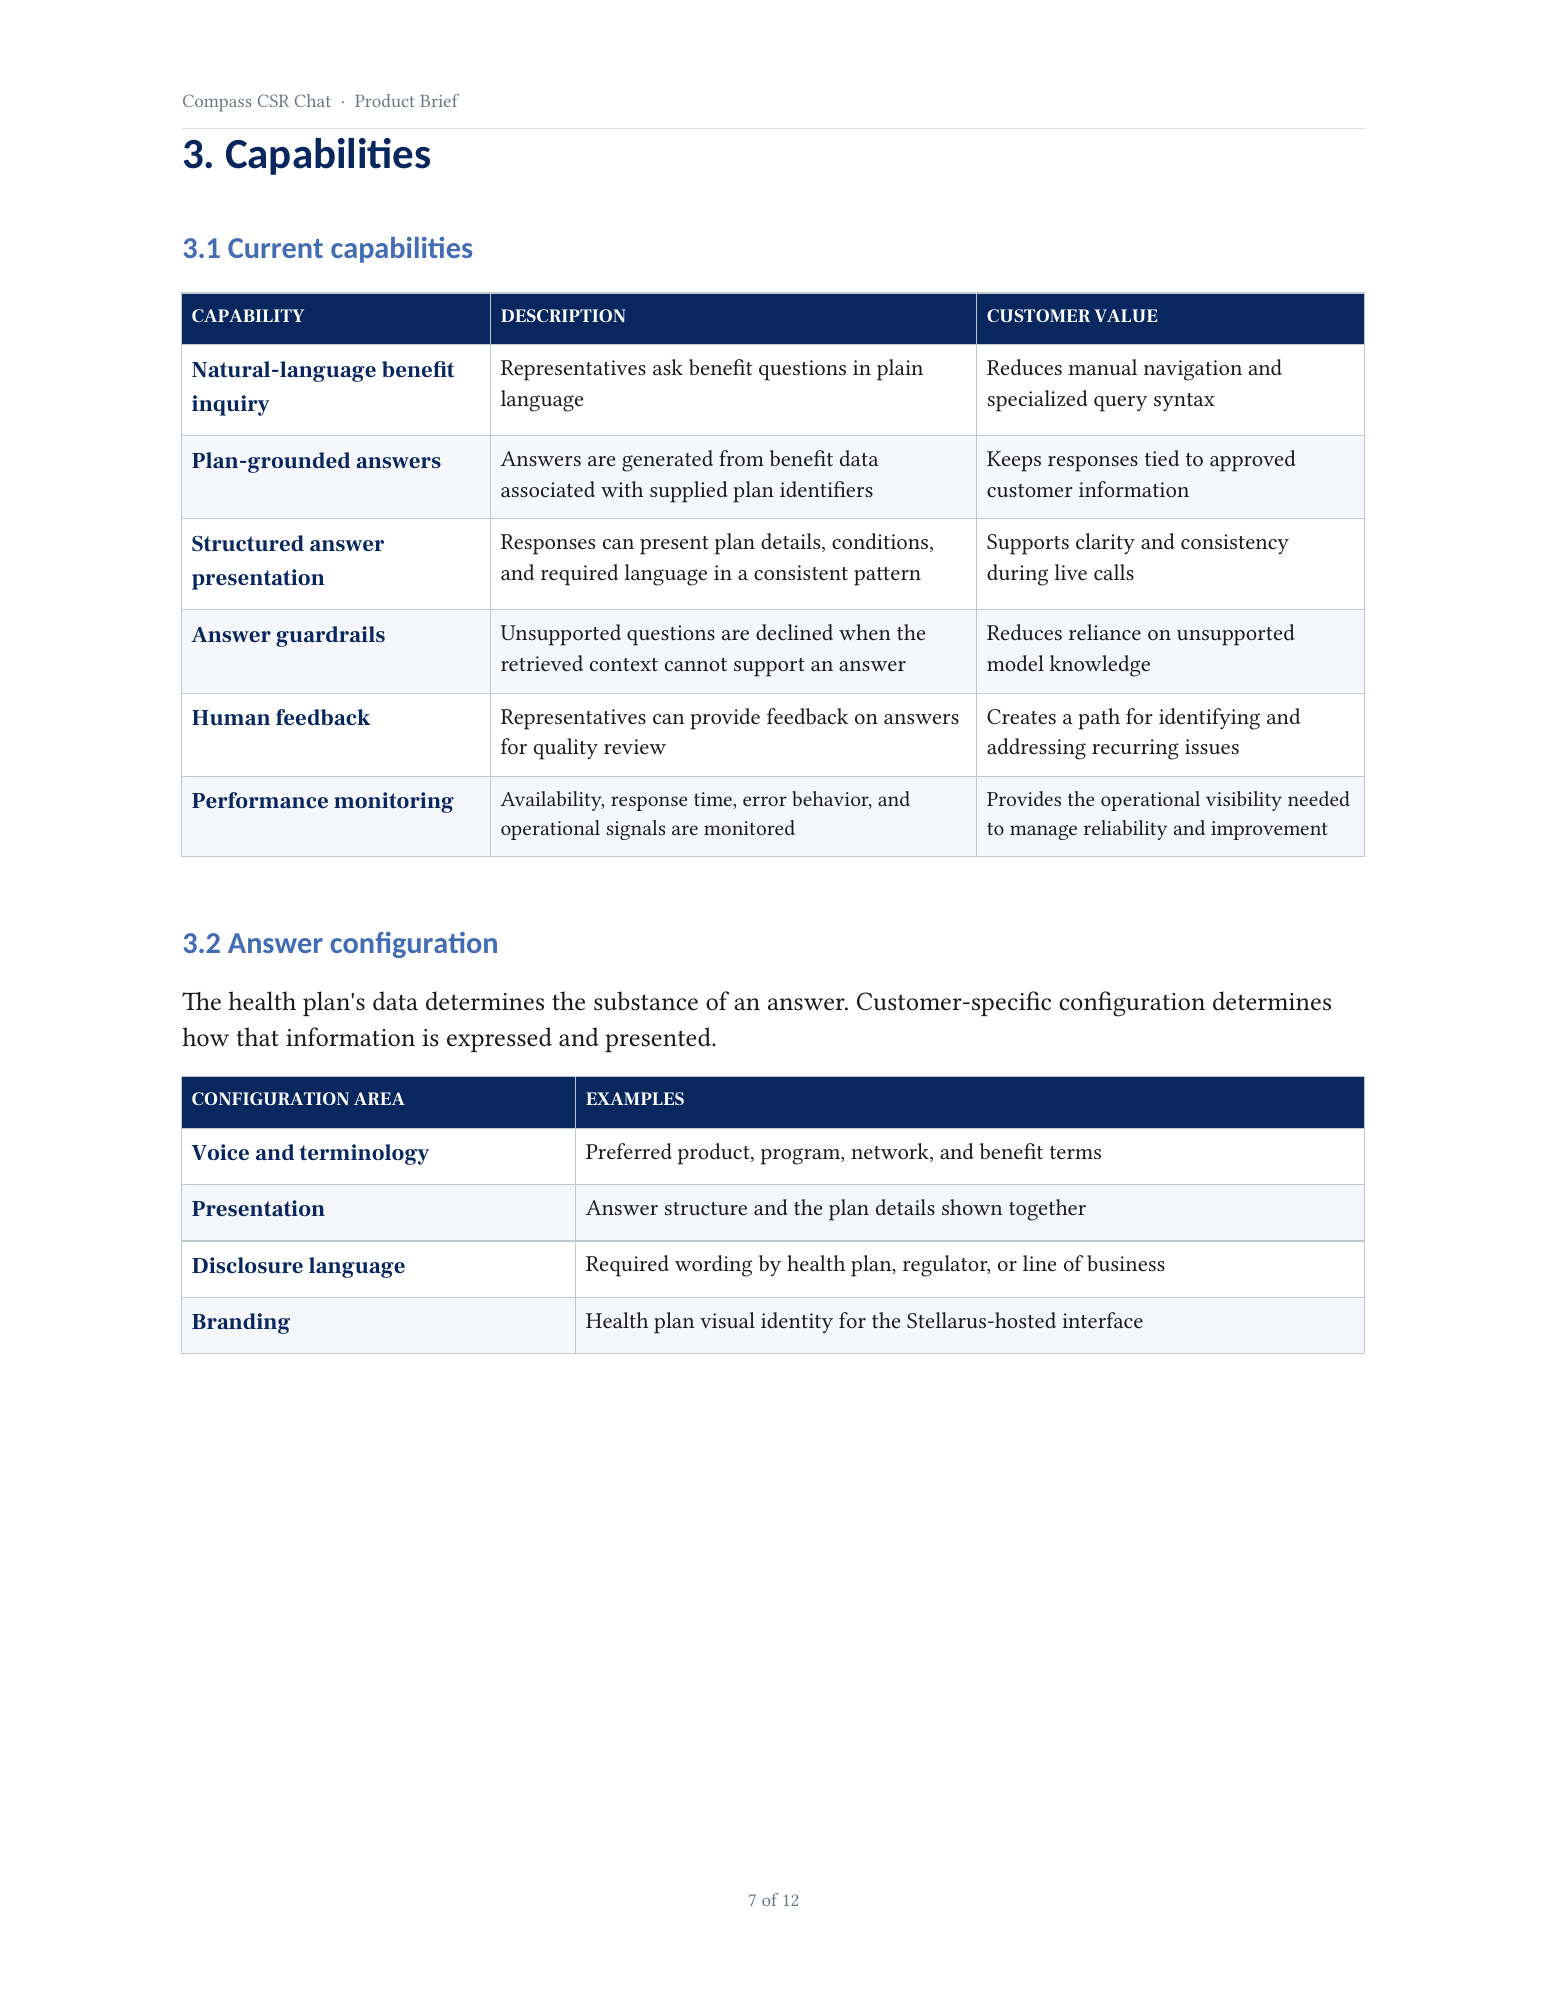 Compass CSR Chat · Product Brief
3. Capabilities
3.1 Current capabilities
CAPABILITY DESCRIPTION CUSTOMER VALUE
Natural-language benefit inquiry Representatives ask benefit questions in plain language Reduces manual navigation and specialized query syntax
Plan-grounded answers Answers are generated from benefit data associated with supplied plan identifiers Keeps responses tied to approved customer information
Structured answer presentation Responses can present plan details, conditions, and required language in a consistent pattern Supports clarity and consistency during live calls
Answer guardrails Unsupported questions are declined when the retrieved context cannot support an answer Reduces reliance on unsupported model knowledge
Human feedback Representatives can provide feedback on answers for quality review Creates a path for identifying and addressing recurring issues
Performance monitoring Availability, response time, error behavior, and operational signals are monitored Provides the operational visibility needed to manage reliability and improvement
3.2 Answer configuration
The health plan's data determines the substance of an answer. Customer-specific configuration determines
how that information is expressed and presented.
CONFIGURATION AREA EXAMPLES
Voice and terminology Preferred product, program, network, and benefit terms
Presentation Answer structure and the plan details shown together
Disclosure language Required wording by health plan, regulator, or line of business
Branding Health plan visual identity for the Stellarus-hosted interface
7 of 12